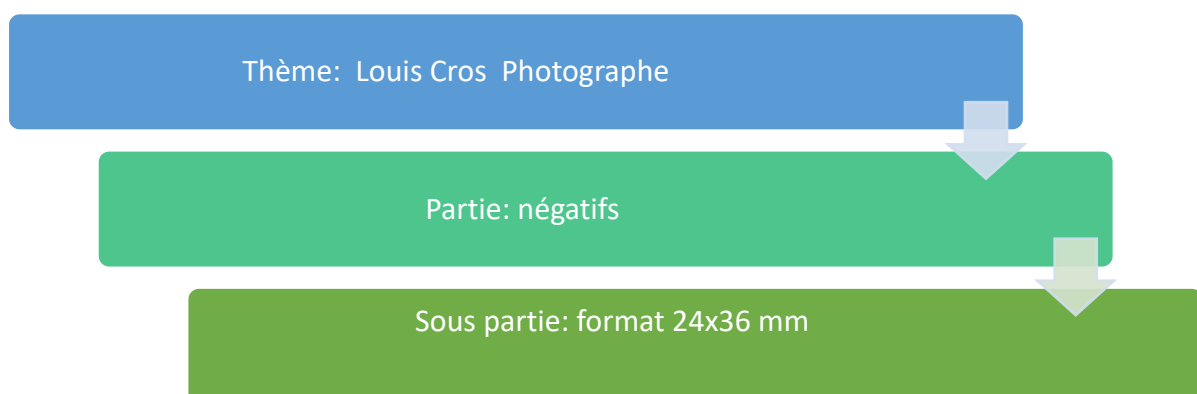 Thème: Louis Cros Photographe
Partie: négatifs
Sous partie: format 24x36 mm